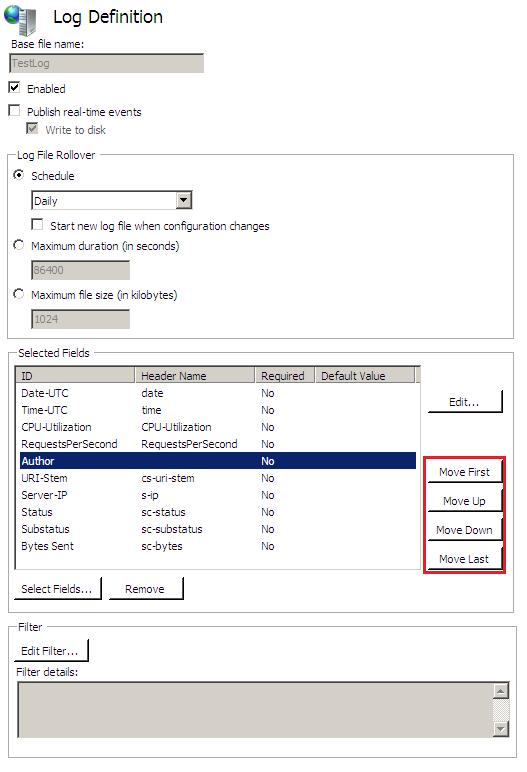 Log Definition
Base file name:
TestLog
Enabled
Publish real-time events
Write to disk
Log File Rollover
Schedule
Daily
Start new log file when configuration changes
Maximum duration (in seconds)
86400
Maximum file size (in kilobytes)
1024
Selected Fields
ID Header Name Required Default Value
Date-UTC date No
Time-UTC time No
CPU-Utilization CPU-Utilization No
RequestsPerSecond RequestsPerSecond No
Author No
URI-Stem cs-uri-stem No
Server-IP s-ip No
Status sc-status No
Substatus sc-substatus No
Bytes Sent sc-bytes No
Edit...
Move First
Move Up
Move Down
Move Last
Select Fields... Remove
Filter
Edit Filter...
Filter details: